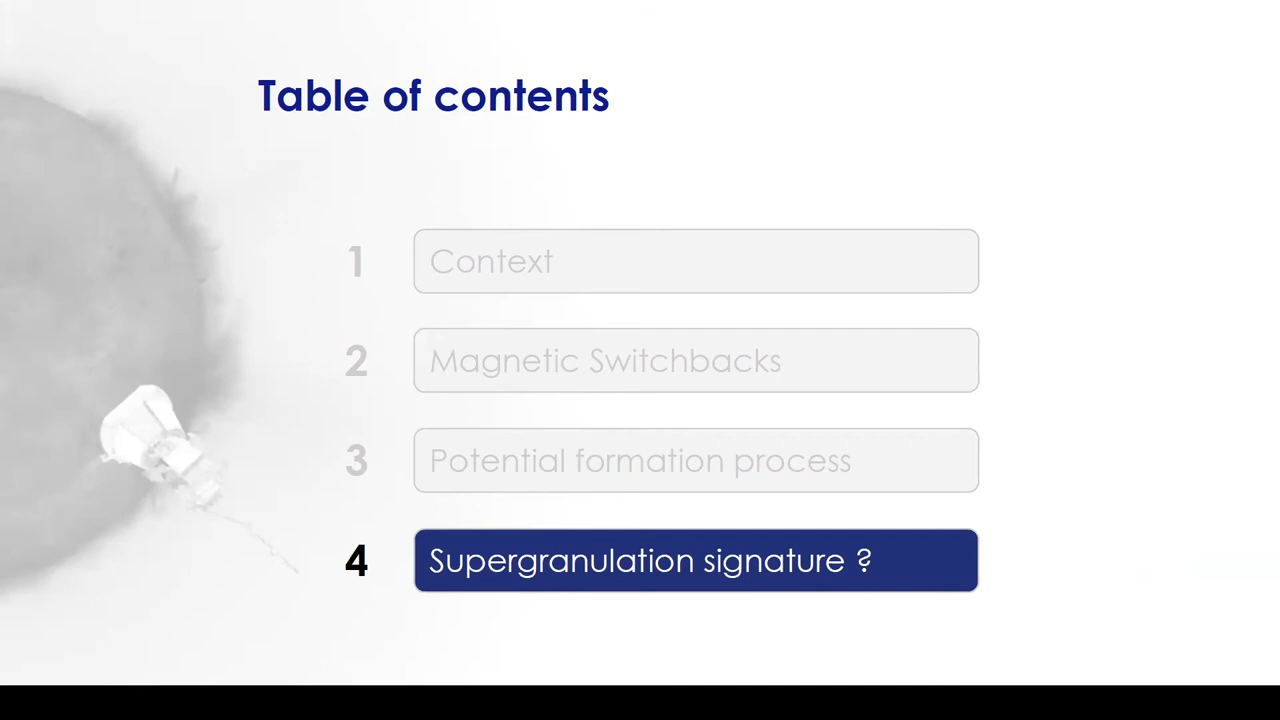 Table of contents
1 Context
2 Magnetic Switchbacks
3 Potential formation process
4 Supergranulation signature ?